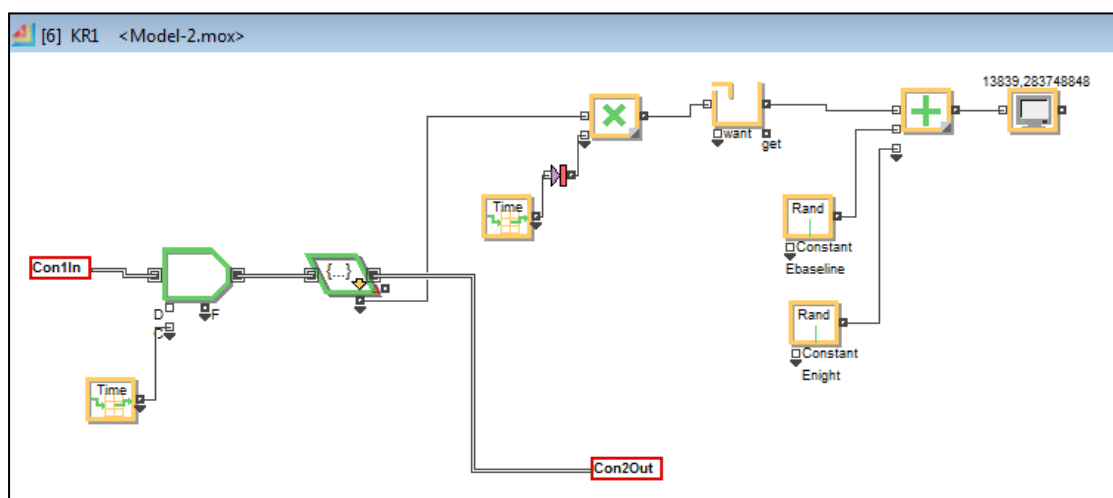 [6] KR1 <Model-2.mox>
13839,283748848
want
get
Time
Rand
Constant
Ebaseline
Con1In
{...}
D
F
C
Rand
Constant
Enight
Time
Con2Out